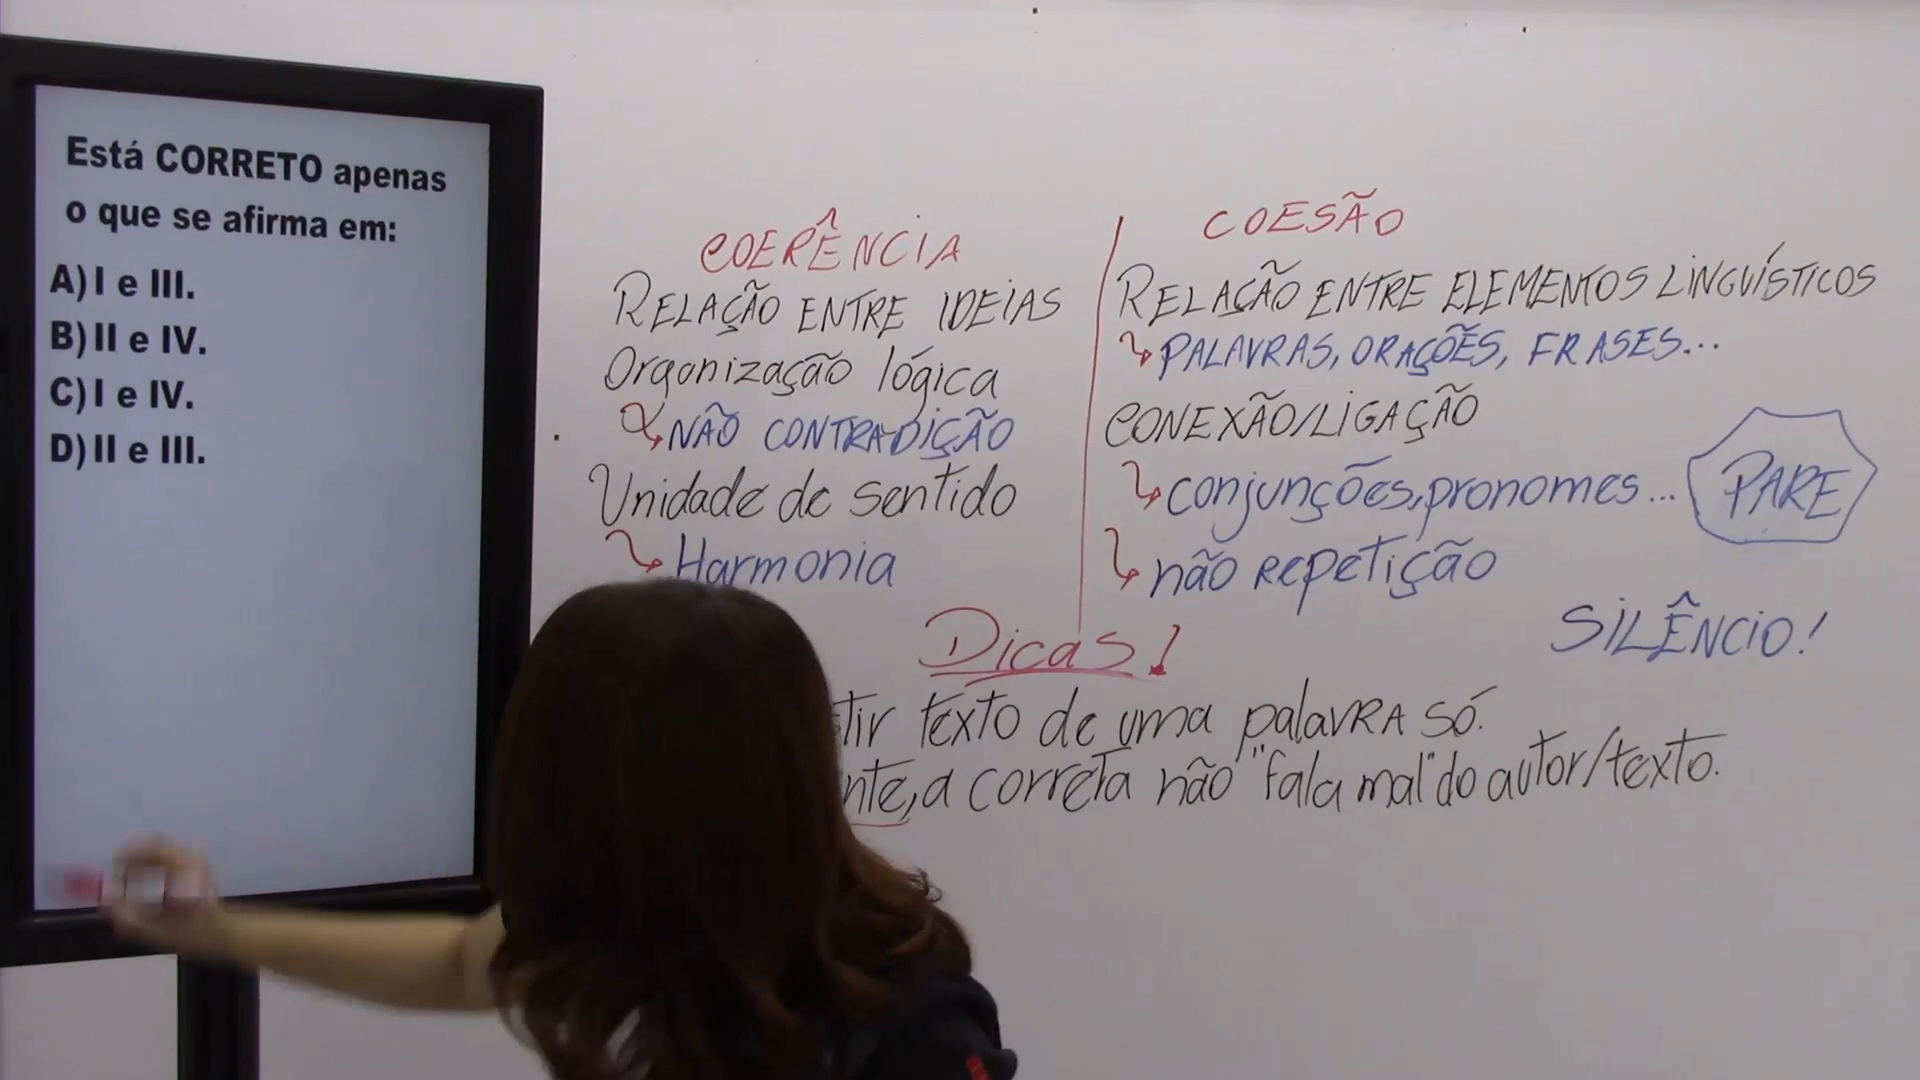 Está CORRETO apenas
o que se afirma em:
A) I e III.
B) II e IV.
C) I e IV.
D) II e III.
COERÊNCIA
RELAÇÃO ENTRE IDEIAS
Organização lógica
NÃO CONTRADIÇÃO
Unidade de sentido
Harmonia
COESÃO
RELAÇÃO ENTRE ELEMENTOS LINGUÍSTICOS
PALAVRAS, ORAÇÕES, FRASES...
CONEXÃO/LIGAÇÃO
conjunções, pronomes...
não REPETIÇÃO
PARE
SILÊNCIO!
Dicas!
texto de uma palavRA só.
a correta não "fala mal" do autor/texto.